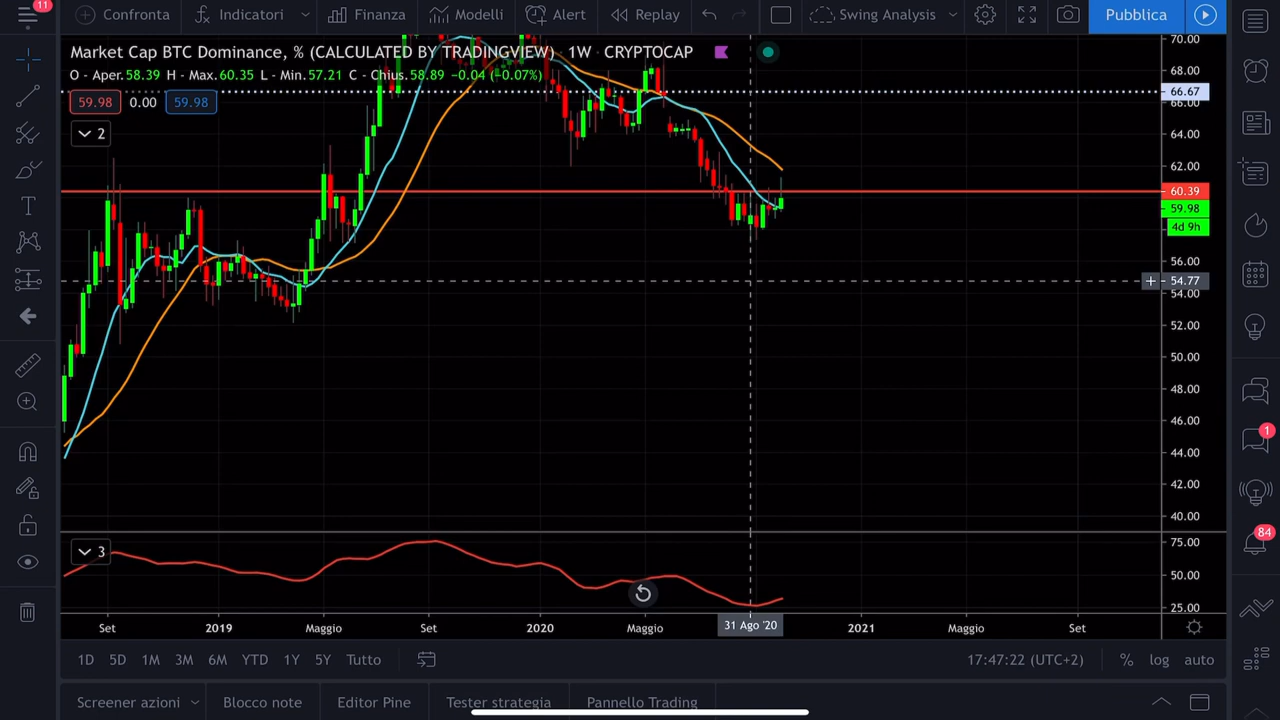 11
Confronta
Indicatori
Finanza
Modelli
Alert
Replay
Swing Analysis
Pubblica
Market Cap BTC Dominance, % (CALCULATED BY TRADINGVIEW) · 1W · CRYPTOCAP
O - Aper.58.39 H - Max.60.35 L - Min.57.21 C - Chius.58.89 −0.04 (−0.07%)
59.98 0.00 59.98
2
70.00
68.00
66.67
66.00
64.00
62.00
60.39
59.98
4d 9h
56.00
54.77
54.00
52.00
50.00
48.00
46.00
44.00
42.00
40.00
3
75.00
50.00
25.00
Set 2019 Maggio Set 2020 Maggio 31 Ago '20 2021 Maggio Set
1D 5D 1M 3M 6M YTD 1Y 5Y Tutto
17:47:22 (UTC+2) % log auto
Screener azioni
Blocco note
Editor Pine
Tester strategia
Pannello Trading
1
84